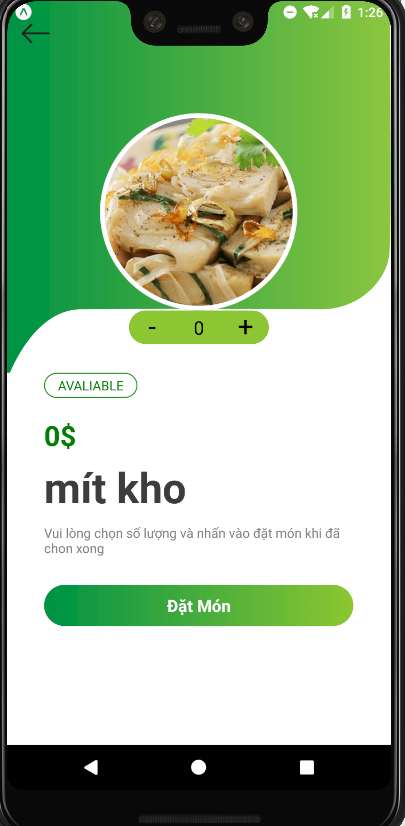 1:26
- 0 +
AVALIABLE
0$
mít kho
Vui lòng chọn số lượng và nhấn vào đặt món khi đã
chon xong
Đặt Món